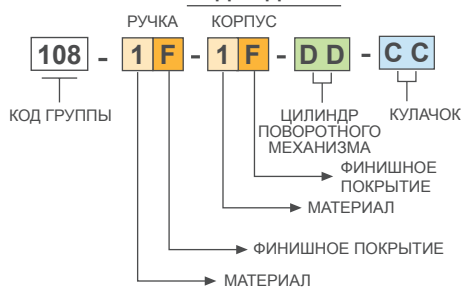 РУЧКА КОРПУС
108 - 1 F - 1 F - D D - C C
КОД ГРУППЫ
ЦИЛИНДР
ПОВОРОТНОГО
МЕХАНИЗМА
КУЛАЧОК
ФИНИШНОЕ
ПОКРЫТИЕ
МАТЕРИАЛ
ФИНИШНОЕ ПОКРЫТИЕ
МАТЕРИАЛ